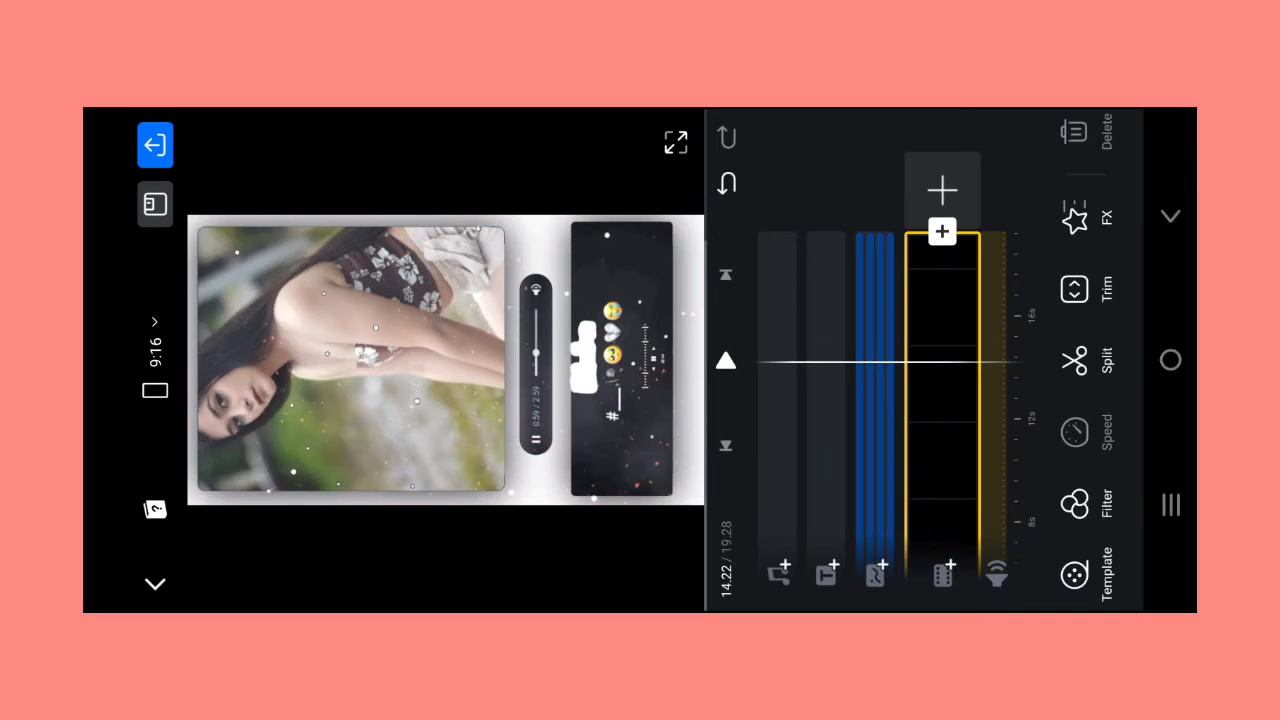 9:16
0:59 / 2:59
#
14.22 / 19.28
16s
12s
8s
Delete
FX
Trim
Split
Speed
Filter
Template